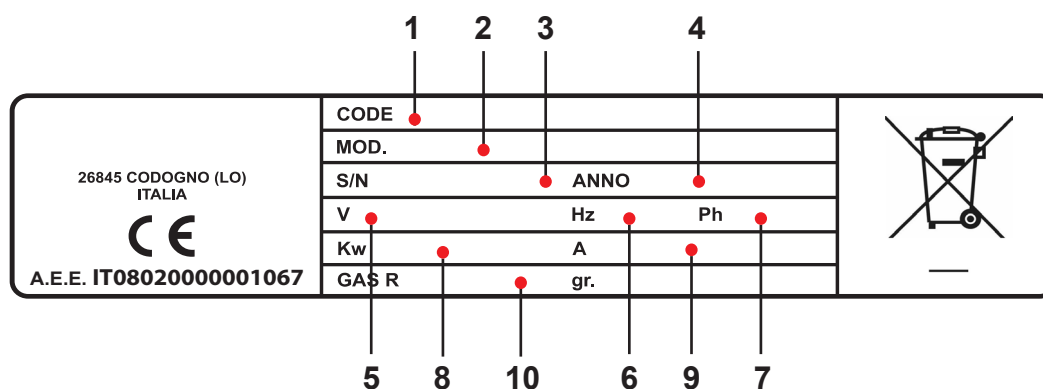 1 2 3 4
CODE
MOD.
S/N ANNO
V Hz Ph
Kw A
GAS R gr.
26845 CODOGNO (LO)
ITALIA
CE
A.E.E. IT08020000001067
5 8 10 6 9 7